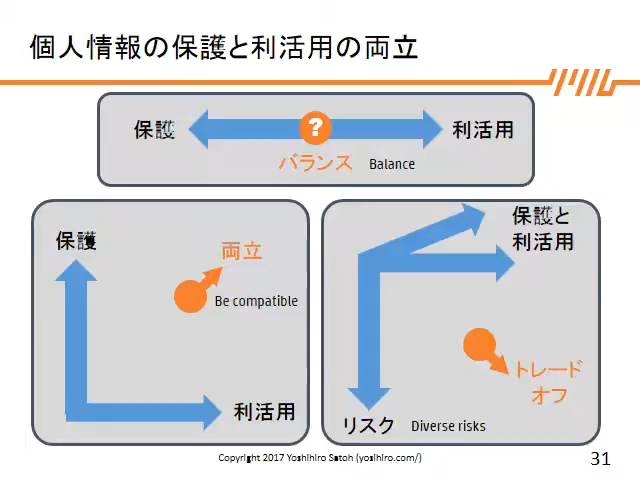 個人情報の保護と利活用の両立
保護
?
利活用
バランス Balance
保護
両立
Be compatible
利活用
保護と
利活用
トレード
オフ
リスク Diverse risks
Copyright 2017 Yoshihiro Satoh (yosihiro.com/)
31